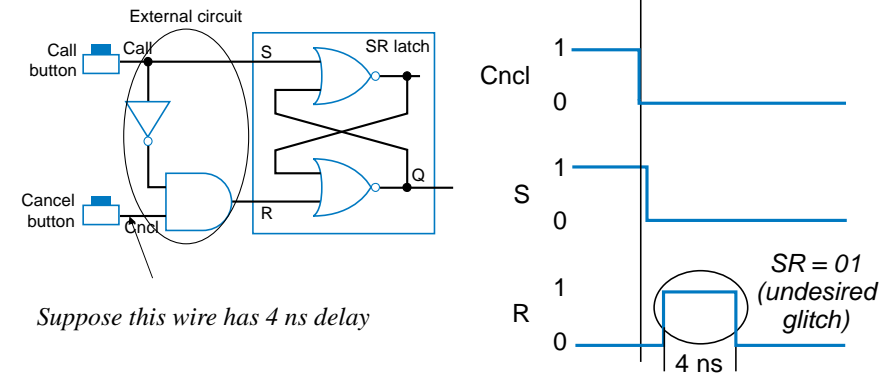 External circuit
Call
button
Call
S
SR latch
Q
Cancel
button
Cncl
R
Suppose this wire has 4 ns delay
1
Cncl
0
1
S
0
1
R
0
SR = 01
(undesired
glitch)
4 ns